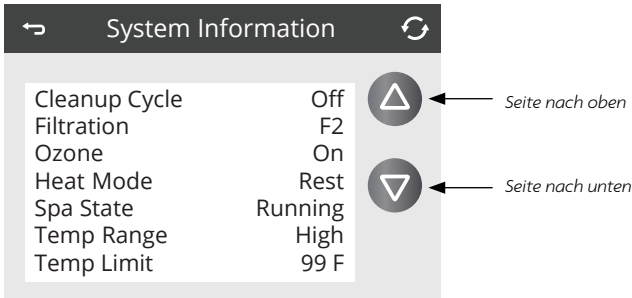 System Information
Cleanup Cycle Off
Filtration F2
Ozone On
Heat Mode Rest
Spa State Running
Temp Range High
Temp Limit 99 F
Seite nach oben
Seite nach unten